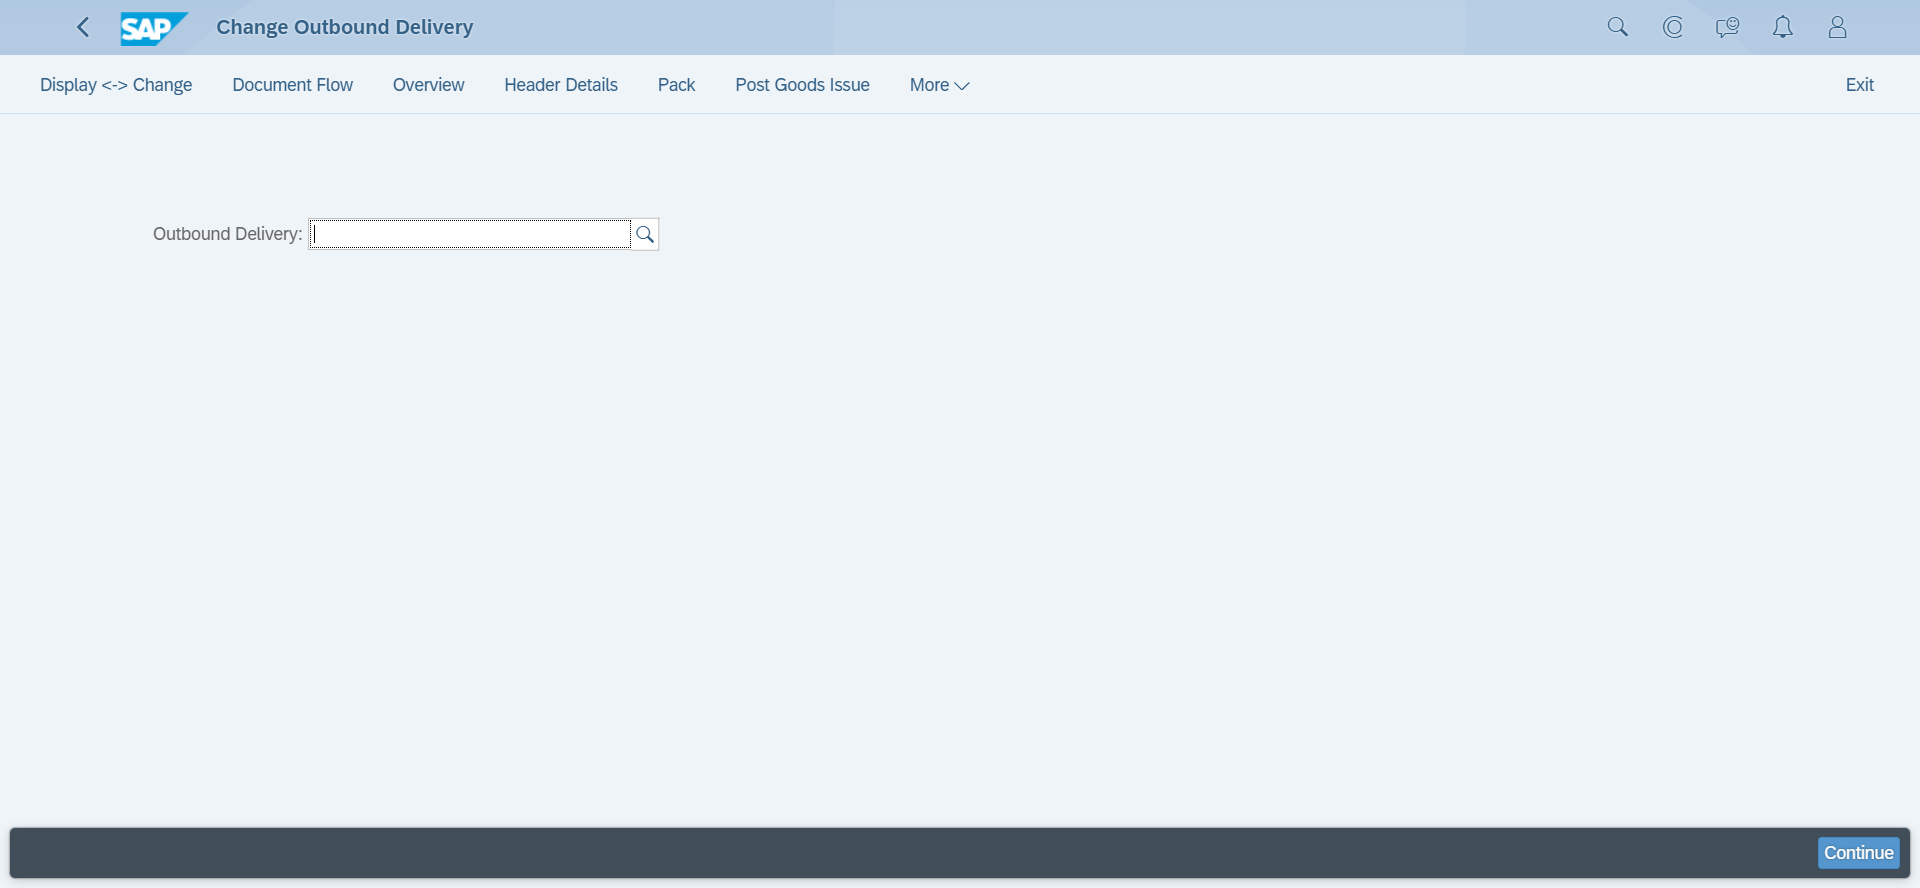 SAP Change Outbound Delivery
Display <-> Change Document Flow Overview Header Details Pack Post Goods Issue More Exit
Outbound Delivery:
Continue